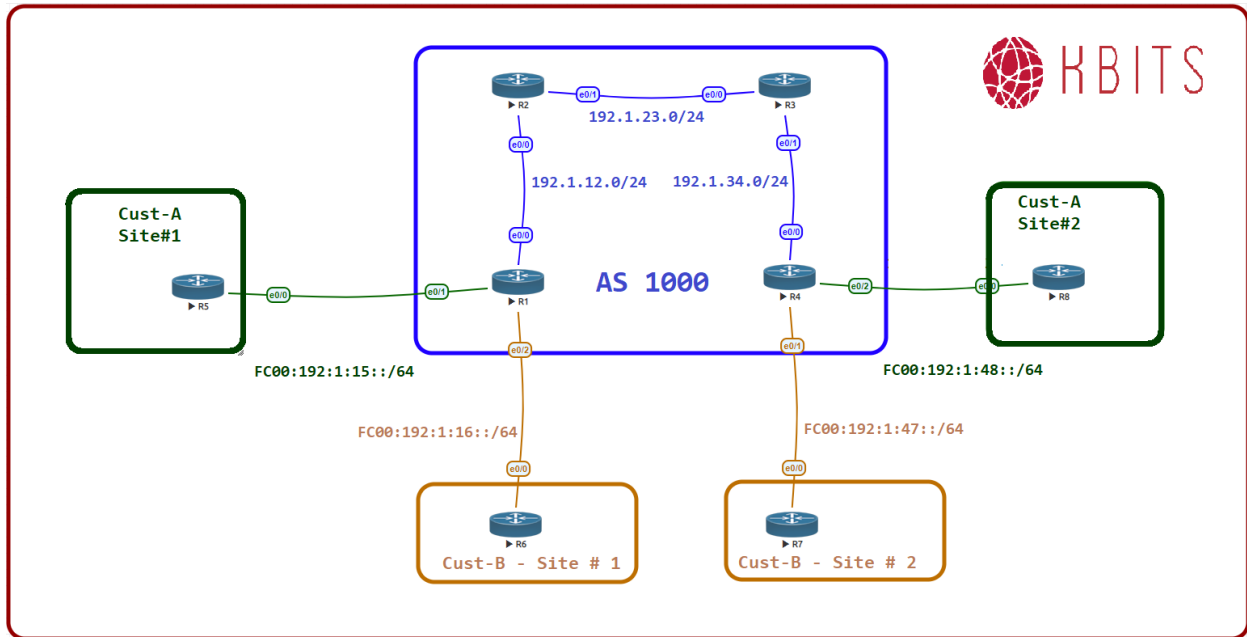 KBITS
e0/1
e0/0
▶ R2
▶ R3
192.1.23.0/24
e0/0
e0/1
192.1.12.0/24
192.1.34.0/24
Cust-A
Site#1
Cust-A
Site#2
e0/0
e0/0
AS 1000
e0/0
e0/1
e0/2
e0/0
▶ R5
▶ R1
▶ R4
▶ R8
e0/2
e0/1
FC00:192:1:15::/64
FC00:192:1:48::/64
FC00:192:1:16::/64
FC00:192:1:47::/64
e0/0
e0/0
▶ R6
▶ R7
Cust-B - Site # 1
Cust-B - Site # 2